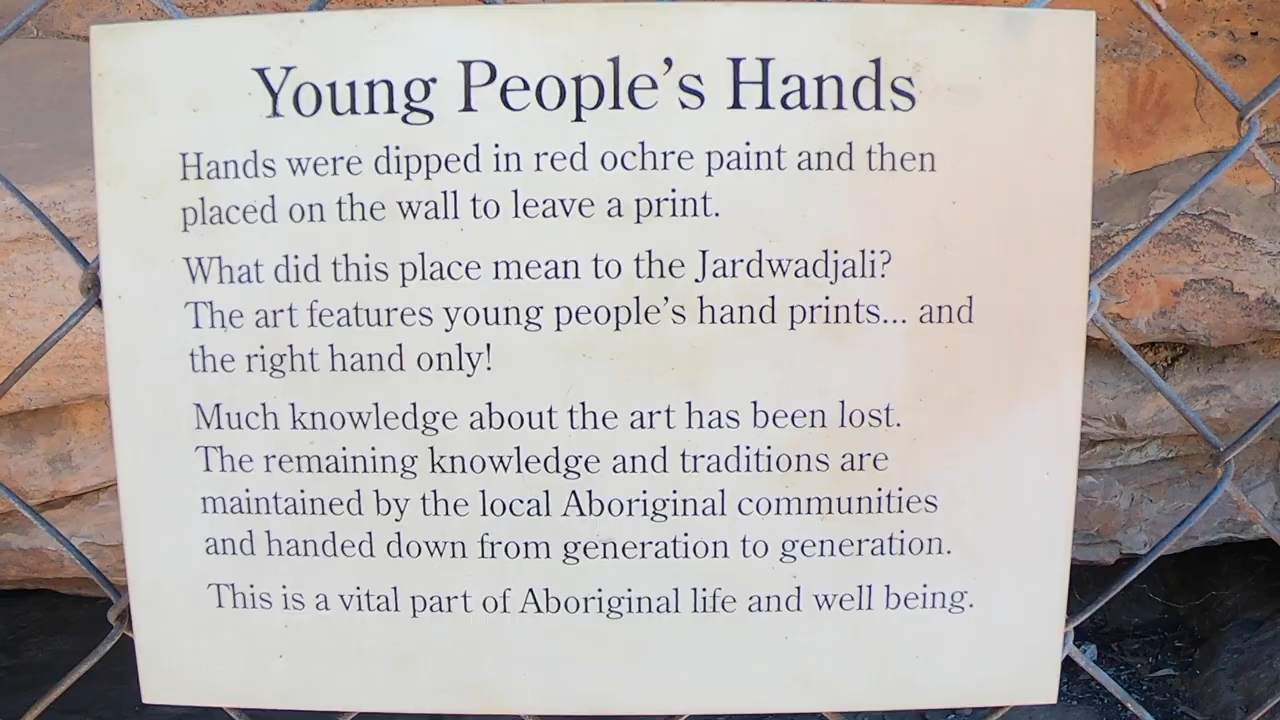 Young People's Hands
Hands were dipped in red ochre paint and then
placed on the wall to leave a print.
What did this place mean to the Jardwadjali?
The art features young people's hand prints... and
the right hand only!
Much knowledge about the art has been lost.
The remaining knowledge and traditions are
maintained by the local Aboriginal communities
and handed down from generation to generation.
This is a vital part of Aboriginal life and well being.